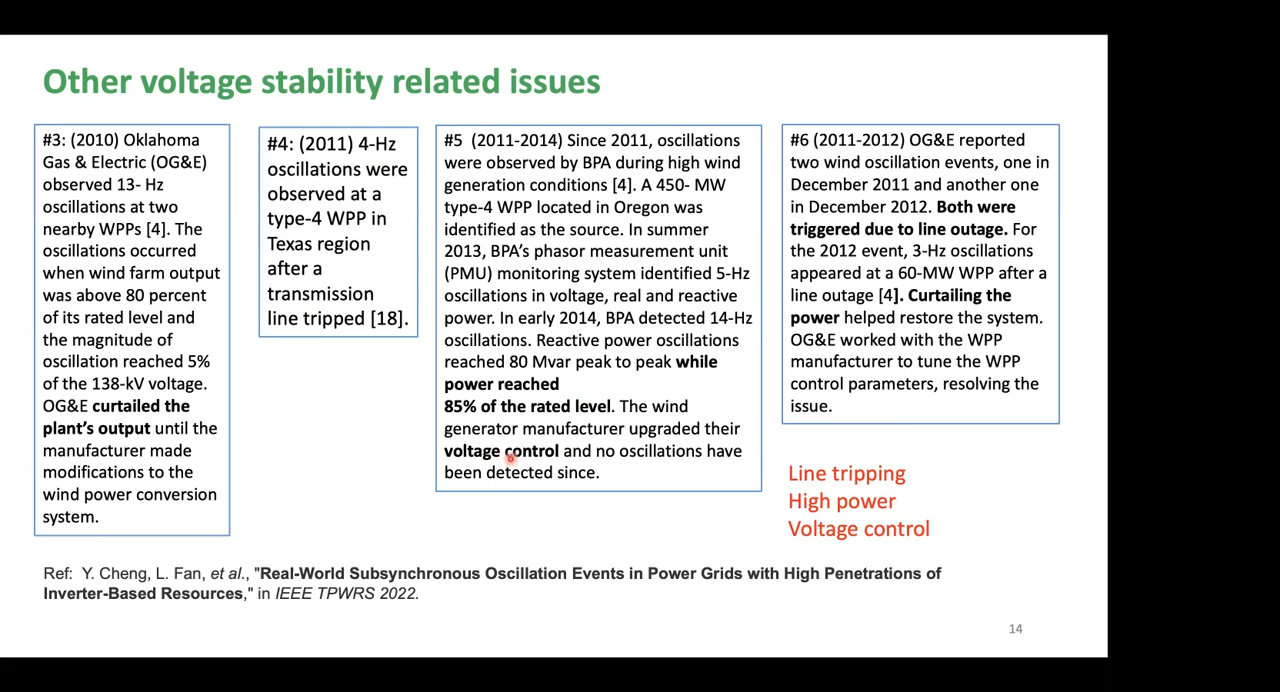 Other voltage stability related issues
#3: (2010) Oklahoma
Gas & Electric (OG&E)
observed 13- Hz
oscillations at two
nearby WPPs [4]. The
oscillations occurred
when wind farm output
was above 80 percent
of its rated level and
the magnitude of
oscillation reached 5%
of the 138-kV voltage.
OG&E curtailed the
plant's output until the
manufacturer made
modifications to the
wind power conversion
system.
#4: (2011) 4-Hz
oscillations were
observed at a
type-4 WPP in
Texas region
after a
transmission
line tripped [18].
#5 (2011-2014) Since 2011, oscillations
were observed by BPA during high wind
generation conditions [4]. A 450- MW
type-4 WPP located in Oregon was
identified as the source. In summer
2013, BPA's phasor measurement unit
(PMU) monitoring system identified 5-Hz
oscillations in voltage, real and reactive
power. In early 2014, BPA detected 14-Hz
oscillations. Reactive power oscillations
reached 80 Mvar peak to peak while
power reached
85% of the rated level. The wind
generator manufacturer upgraded their
voltage control and no oscillations have
been detected since.
#6 (2011-2012) OG&E reported
two wind oscillation events, one in
December 2011 and another one
in December 2012. Both were
triggered due to line outage. For
the 2012 event, 3-Hz oscillations
appeared at a 60-MW WPP after a
line outage [4]. Curtailing the
power helped restore the system.
OG&E worked with the WPP
manufacturer to tune the WPP
control parameters, resolving the
issue.
Line tripping
High power
Voltage control
Ref: Y. Cheng, L. Fan, et al., "Real-World Subsynchronous Oscillation Events in Power Grids with High Penetrations of
Inverter-Based Resources," in IEEE TPWRS 2022.
14